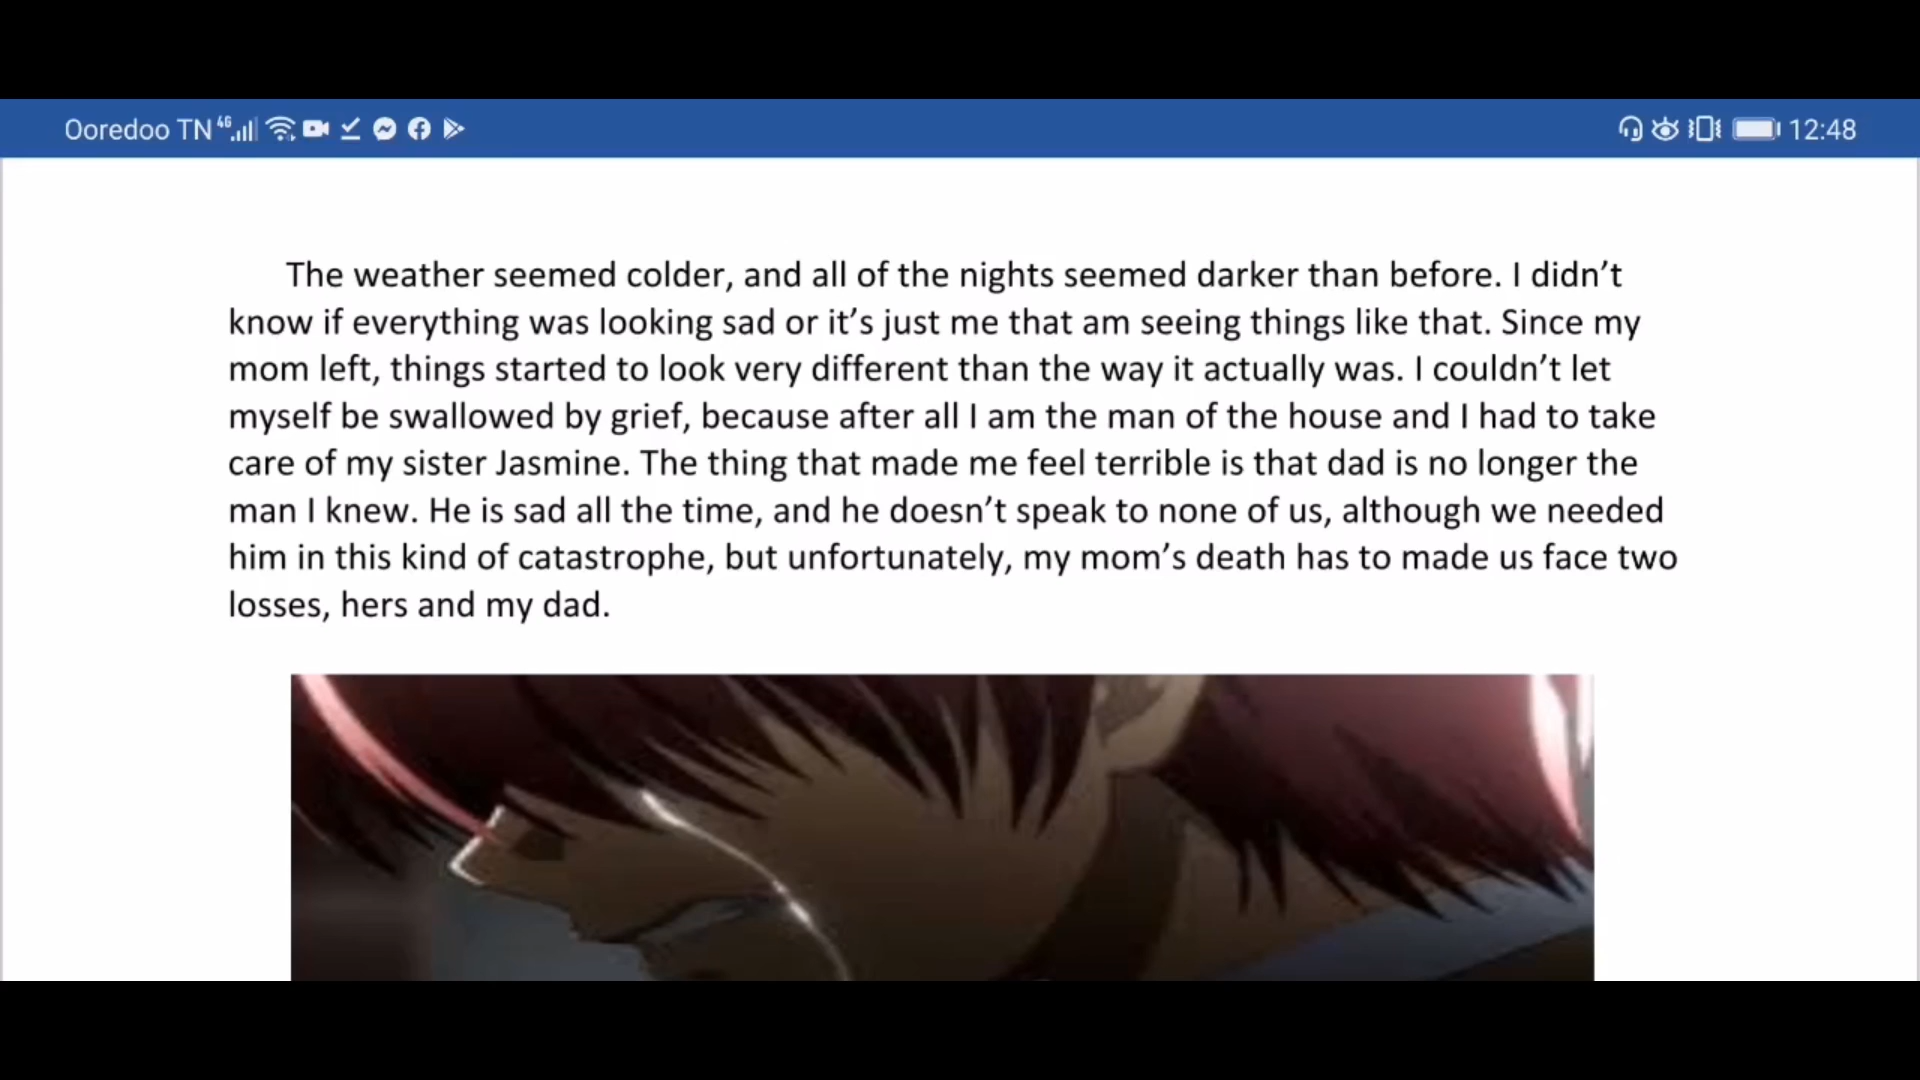 Ooredoo TN 4G 12:48
The weather seemed colder, and all of the nights seemed darker than before. I didn’t
know if everything was looking sad or it’s just me that am seeing things like that. Since my
mom left, things started to look very different than the way it actually was. I couldn’t let
myself be swallowed by grief, because after all I am the man of the house and I had to take
care of my sister Jasmine. The thing that made me feel terrible is that dad is no longer the
man I knew. He is sad all the time, and he doesn’t speak to none of us, although we needed
him in this kind of catastrophe, but unfortunately, my mom’s death has to made us face two
losses, hers and my dad.